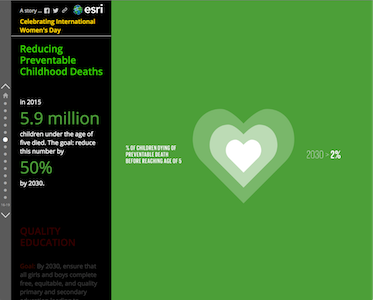 A story ...
esri
Celebrating International
Women's Day
Reducing
Preventable
Childhood Deaths
in 2015
5.9 million
children under the age of
five died. The goal: reduce
this number by
50%
by 2030.
% OF CHILDREN DYING OF
PREVENTABLE DEATH
BEFORE REACHING AGE OF 5
2030 > 2%
QUALITY
EDUCATION
Goal: By 2030, ensure that
all girls and boys complete
free, equitable, and quality
primary and secondary